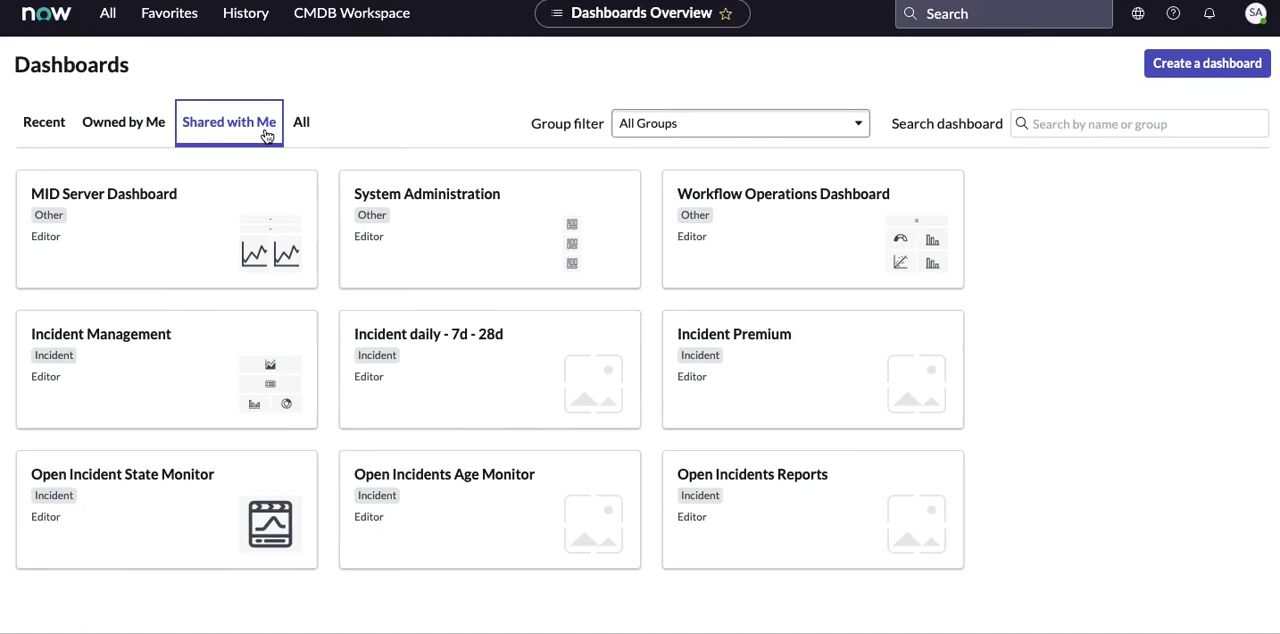 now All Favorites History CMDB Workspace Dashboards Overview Search SA
Dashboards Create a dashboard
Recent Owned by Me Shared with Me All Group filter All Groups Search dashboard Search by name or group
MID Server Dashboard
Other
Editor
System Administration
Other
Editor
Workflow Operations Dashboard
Other
Editor
Incident Management
Incident
Editor
Incident daily - 7d - 28d
Incident
Editor
Incident Premium
Incident
Editor
Open Incident State Monitor
Incident
Editor
Open Incidents Age Monitor
Incident
Editor
Open Incidents Reports
Incident
Editor